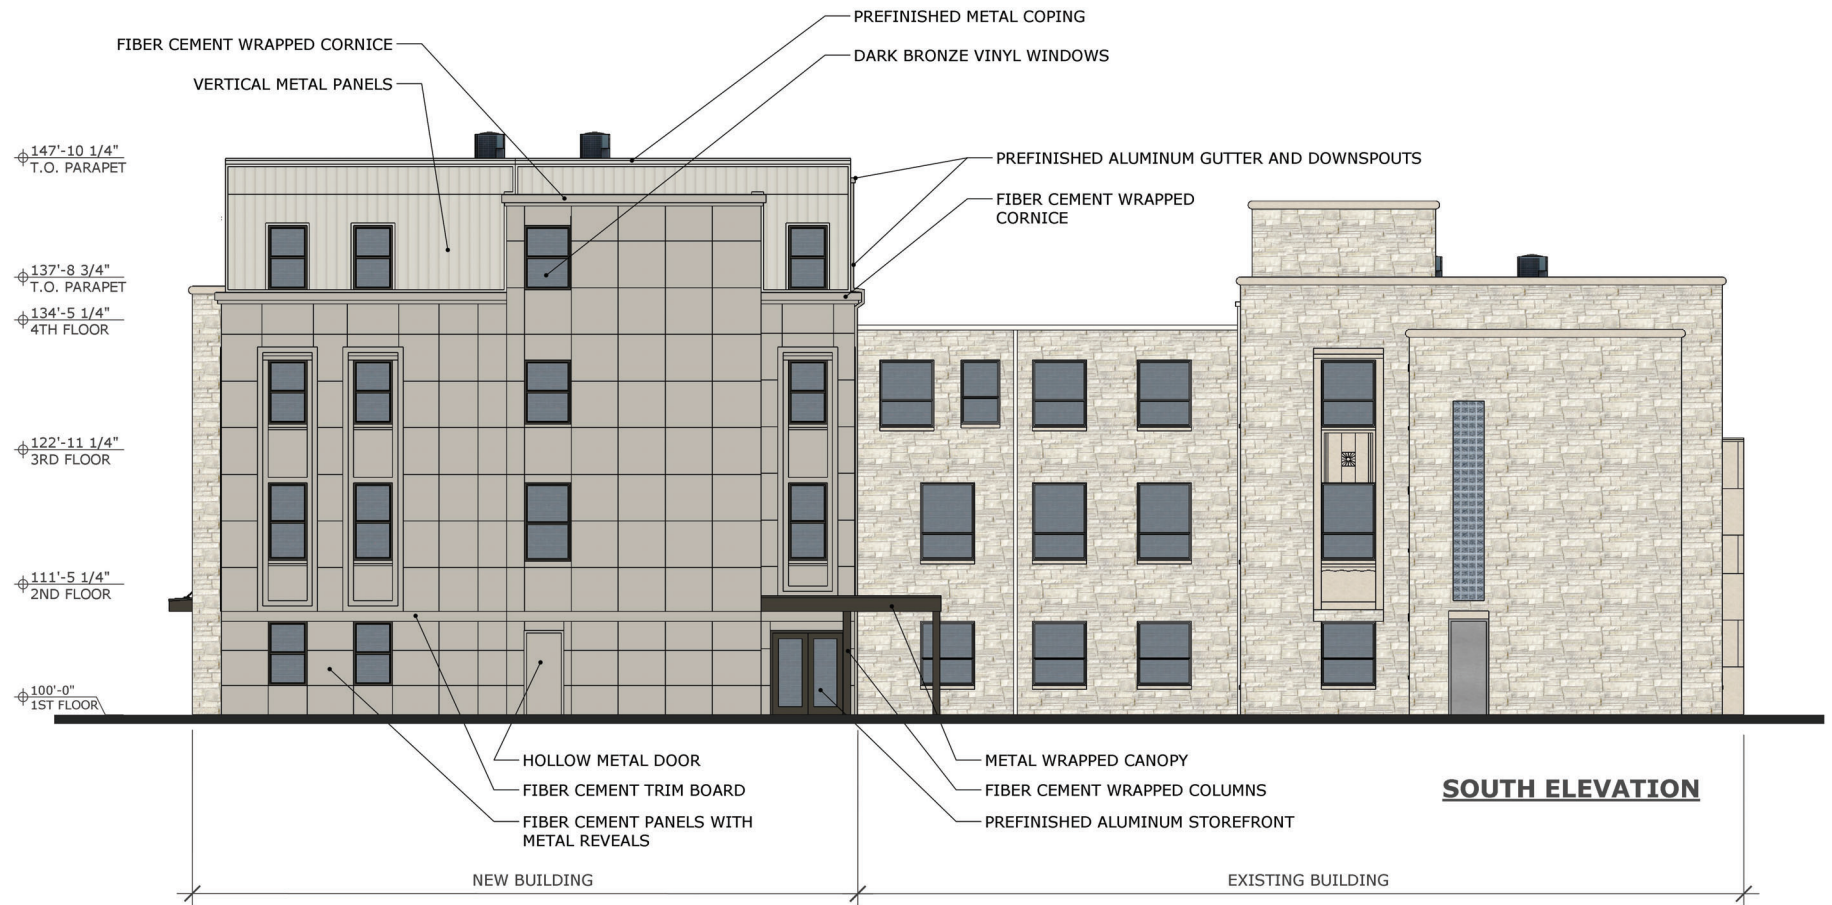 PREFINISHED METAL COPING
FIBER CEMENT WRAPPED CORNICE
DARK BRONZE VINYL WINDOWS
VERTICAL METAL PANELS
147'-10 1/4"
T.O. PARAPET
PREFINISHED ALUMINUM GUTTER AND DOWNSPOUTS
FIBER CEMENT WRAPPED
CORNICE
137'-8 3/4"
T.O. PARAPET
134'-5 1/4"
4TH FLOOR
122'-11 1/4"
3RD FLOOR
111'-5 1/4"
2ND FLOOR
100'-0"
1ST FLOOR
HOLLOW METAL DOOR
FIBER CEMENT TRIM BOARD
FIBER CEMENT PANELS WITH
METAL REVEALS
METAL WRAPPED CANOPY
FIBER CEMENT WRAPPED COLUMNS
PREFINISHED ALUMINUM STOREFRONT
SOUTH ELEVATION
NEW BUILDING
EXISTING BUILDING